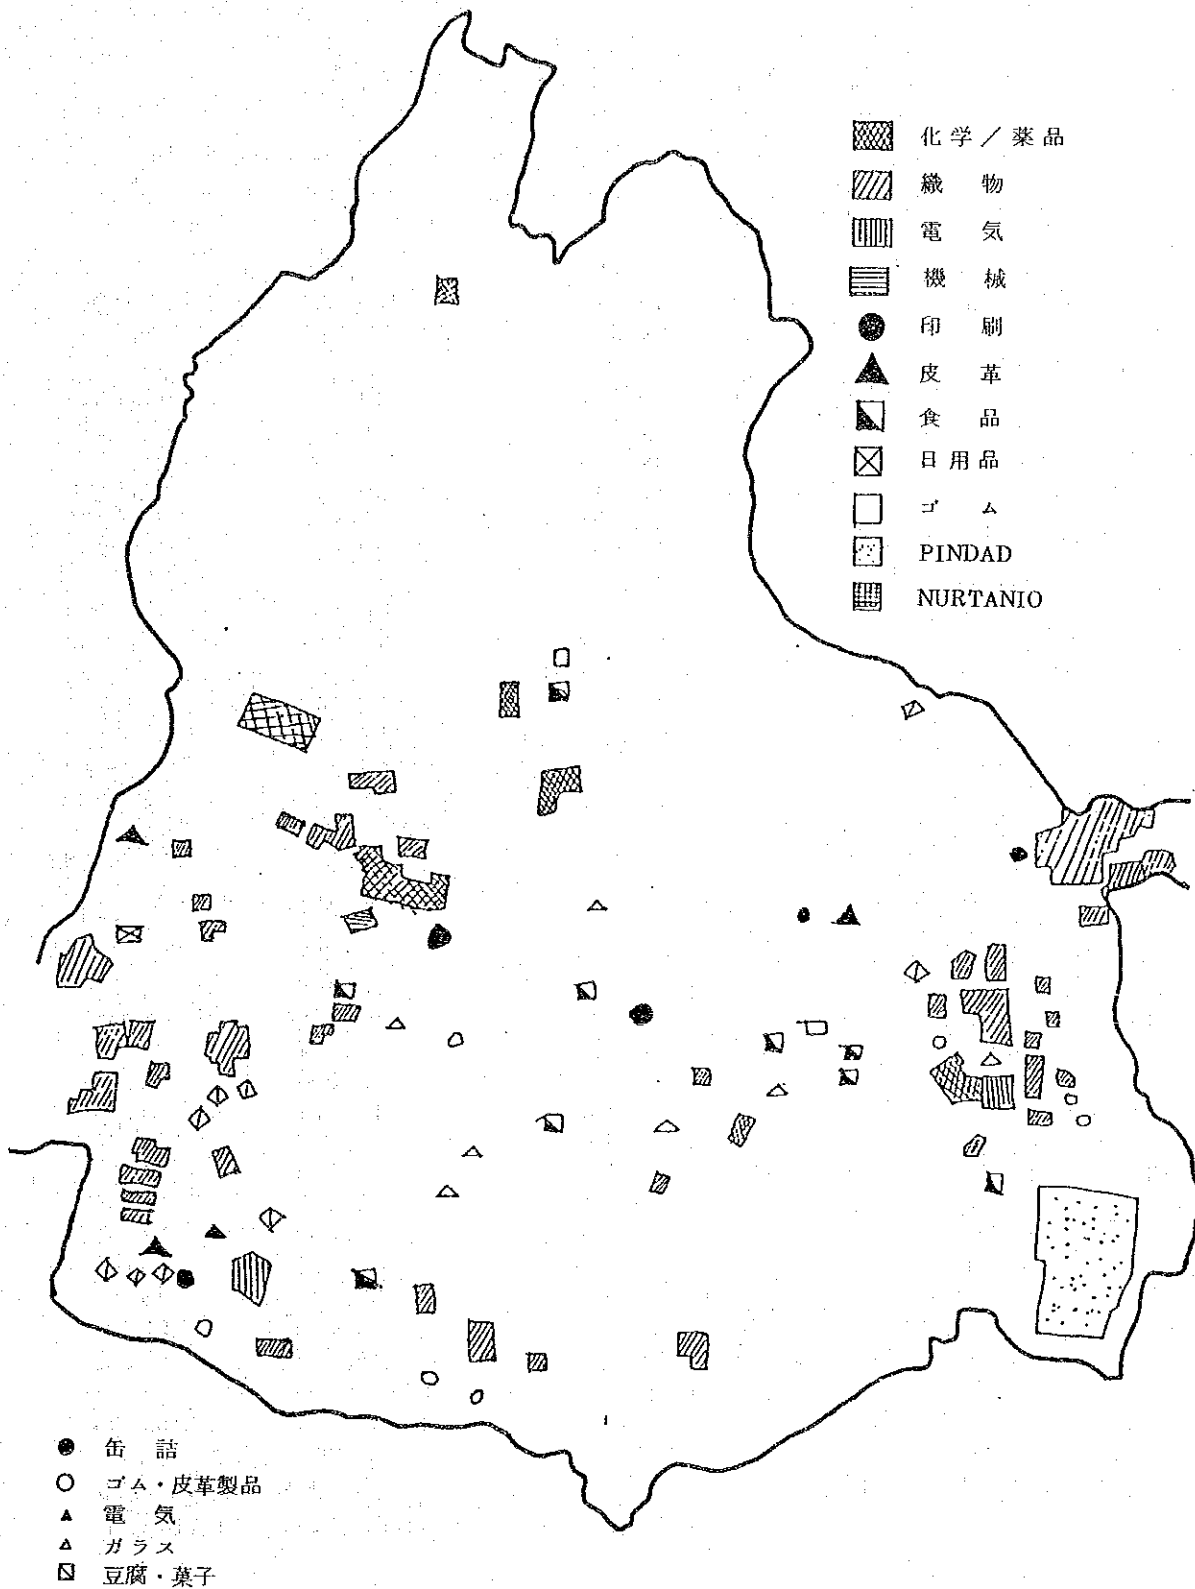 化学／薬品
織物
電気
機械
印刷
皮革
食品
日用品
ゴム
PINDAD
NURTANIO
缶詰
ゴム・皮革製品
電気
ガラス
豆腐・菓子